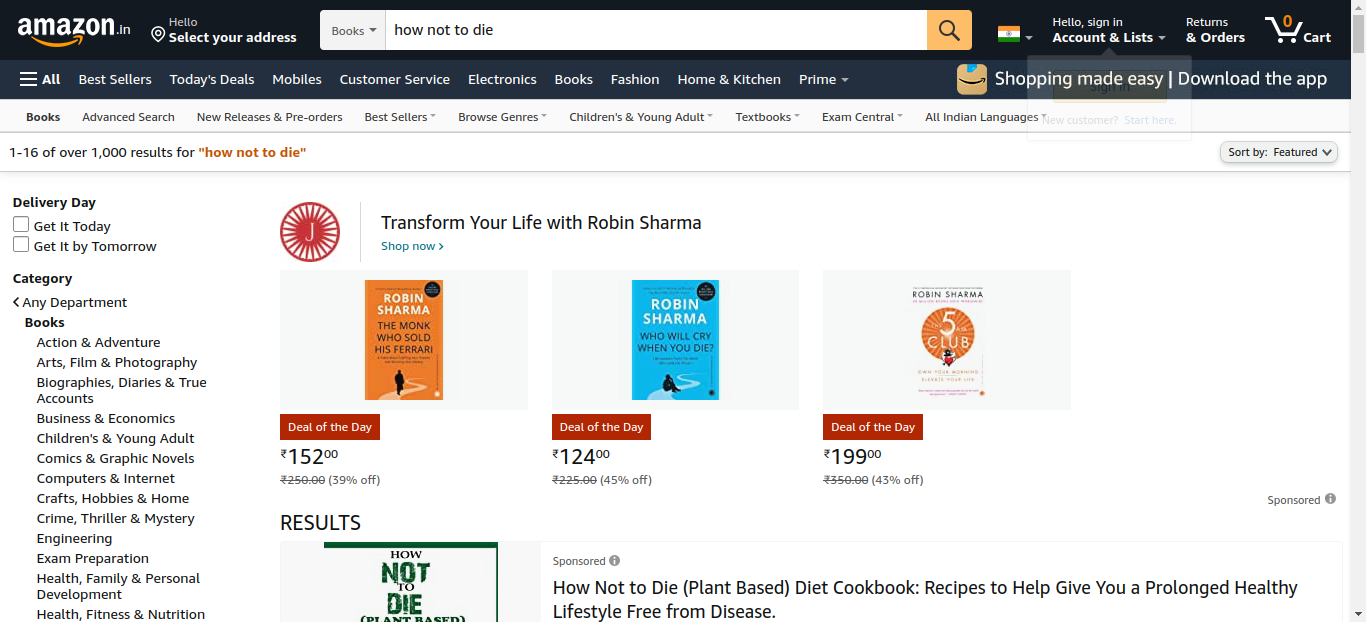 amazon.in
Hello
Select your address
Books
how not to die
Hello, sign in
Account & Lists
Returns
& Orders
0
Cart
All
Best Sellers
Today's Deals
Mobiles
Customer Service
Electronics
Books
Fashion
Home & Kitchen
Prime
Shopping made easy | Download the app
Sign in
New customer? Start here.
Books
Advanced Search
New Releases & Pre-orders
Best Sellers
Browse Genres
Children's & Young Adult
Textbooks
Exam Central
All Indian Languages
1-16 of over 1,000 results for "how not to die"
Sort by: Featured
Delivery Day
Get It Today
Get It by Tomorrow
Category
Any Department
Books
Action & Adventure
Arts, Film & Photography
Biographies, Diaries & True
Accounts
Business & Economics
Children's & Young Adult
Comics & Graphic Novels
Computers & Internet
Crafts, Hobbies & Home
Crime, Thriller & Mystery
Engineering
Exam Preparation
Health, Family & Personal
Development
Health, Fitness & Nutrition
J
Transform Your Life with Robin Sharma
Shop now ›
ROBIN
SHARMA
THE MONK
WHO SOLD
HIS FERRARI
Deal of the Day
₹15200
₹250.00 (39% off)
ROBIN
SHARMA
WHO WILL CRY
WHEN YOU DIE?
Deal of the Day
₹12400
₹225.00 (45% off)
ROBIN SHARMA
THE
5 AM
CLUB
OWN YOUR MORNING
ELEVATE YOUR LIFE
Deal of the Day
₹19900
₹350.00 (43% off)
Sponsored
RESULTS
HOW
NOT
TO
DIE
(PLANT BASED)
Sponsored
How Not to Die (Plant Based) Diet Cookbook: Recipes to Help Give You a Prolonged Healthy
Lifestyle Free from Disease.